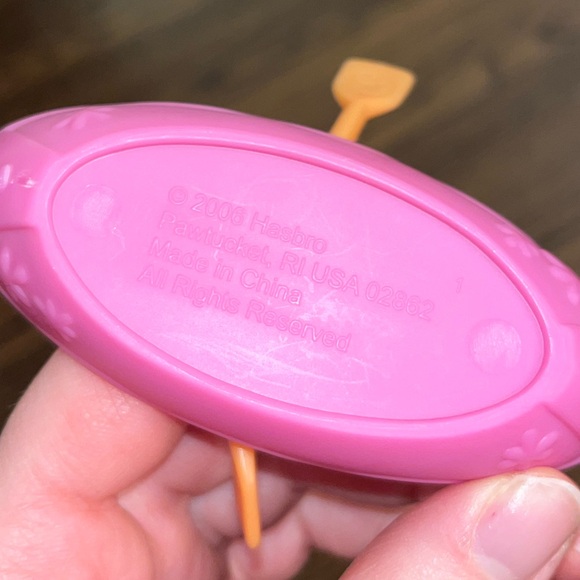 © 2006 Hasbro
Pawtucket, RI USA 02862
Made in China
All Rights Reserved